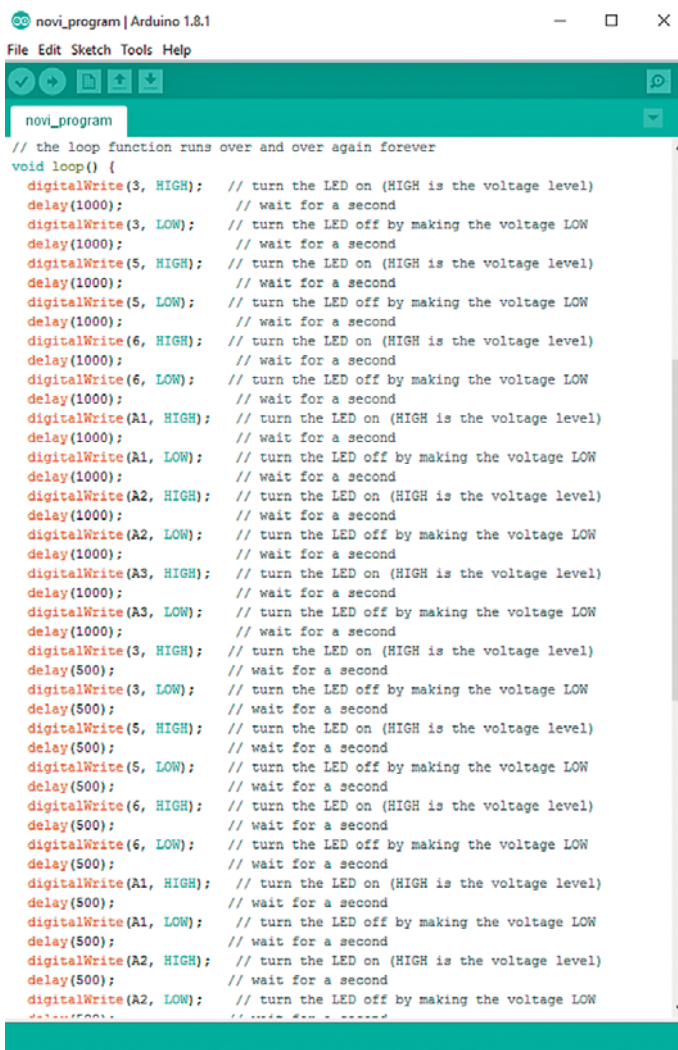 novi_program | Arduino 1.8.1
File Edit Sketch Tools Help
novi_program
// the loop function runs over and over again forever
void loop() {
digitalWrite(3, HIGH); // turn the LED on (HIGH is the voltage level)
delay(1000); // wait for a second
digitalWrite(3, LOW); // turn the LED off by making the voltage LOW
delay(1000); // wait for a second
digitalWrite(5, HIGH); // turn the LED on (HIGH is the voltage level)
delay(1000); // wait for a second
digitalWrite(5, LOW); // turn the LED off by making the voltage LOW
delay(1000); // wait for a second
digitalWrite(6, HIGH); // turn the LED on (HIGH is the voltage level)
delay(1000); // wait for a second
digitalWrite(6, LOW); // turn the LED off by making the voltage LOW
delay(1000); // wait for a second
digitalWrite(A1, HIGH); // turn the LED on (HIGH is the voltage level)
delay(1000); // wait for a second
digitalWrite(A1, LOW); // turn the LED off by making the voltage LOW
delay(1000); // wait for a second
digitalWrite(A2, HIGH); // turn the LED on (HIGH is the voltage level)
delay(1000); // wait for a second
digitalWrite(A2, LOW); // turn the LED off by making the voltage LOW
delay(1000); // wait for a second
digitalWrite(A3, HIGH); // turn the LED on (HIGH is the voltage level)
delay(1000); // wait for a second
digitalWrite(A3, LOW); // turn the LED off by making the voltage LOW
delay(1000); // wait for a second
digitalWrite(3, HIGH); // turn the LED on (HIGH is the voltage level)
delay(500); // wait for a second
digitalWrite(3, LOW); // turn the LED off by making the voltage LOW
delay(500); // wait for a second
digitalWrite(5, HIGH); // turn the LED on (HIGH is the voltage level)
delay(500); // wait for a second
digitalWrite(5, LOW); // turn the LED off by making the voltage LOW
delay(500); // wait for a second
digitalWrite(6, HIGH); // turn the LED on (HIGH is the voltage level)
delay(500); // wait for a second
digitalWrite(6, LOW); // turn the LED off by making the voltage LOW
delay(500); // wait for a second
digitalWrite(A1, HIGH); // turn the LED on (HIGH is the voltage level)
delay(500); // wait for a second
digitalWrite(A1, LOW); // turn the LED off by making the voltage LOW
delay(500); // wait for a second
digitalWrite(A2, HIGH); // turn the LED on (HIGH is the voltage level)
delay(500); // wait for a second
digitalWrite(A2, LOW); // turn the LED off by making the voltage LOW